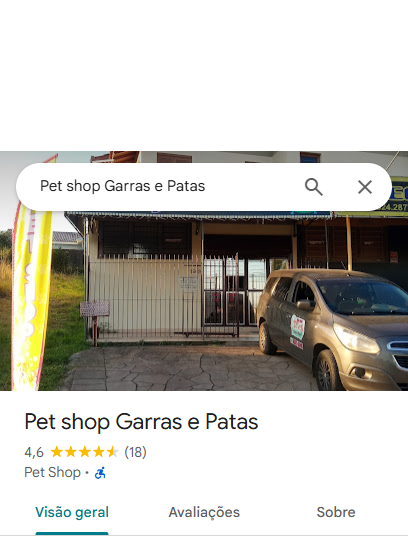 Pet shop Garras e Patas
Pet shop Garras e Patas
4,6 (18)
Pet Shop •
Visão geral
Avaliações
Sobre